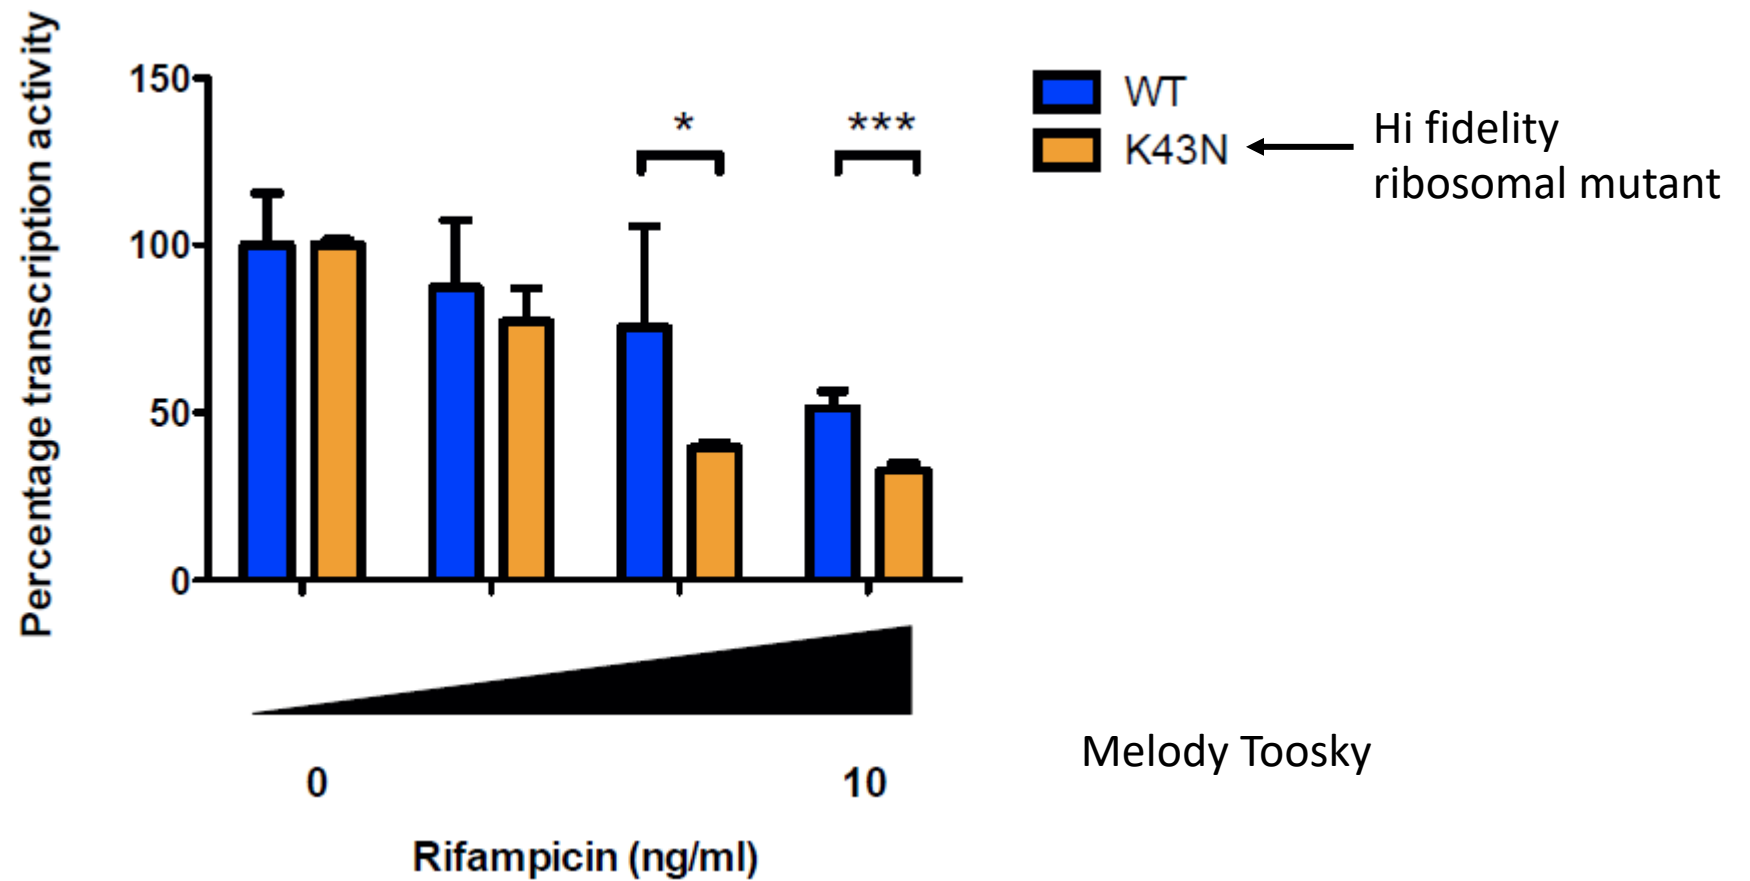 Percentage transcription activity
150
100
50
0
*
***
WT
K43N
Hi fidelity
ribosomal mutant
0
10
Rifampicin (ng/ml)
Melody Toosky